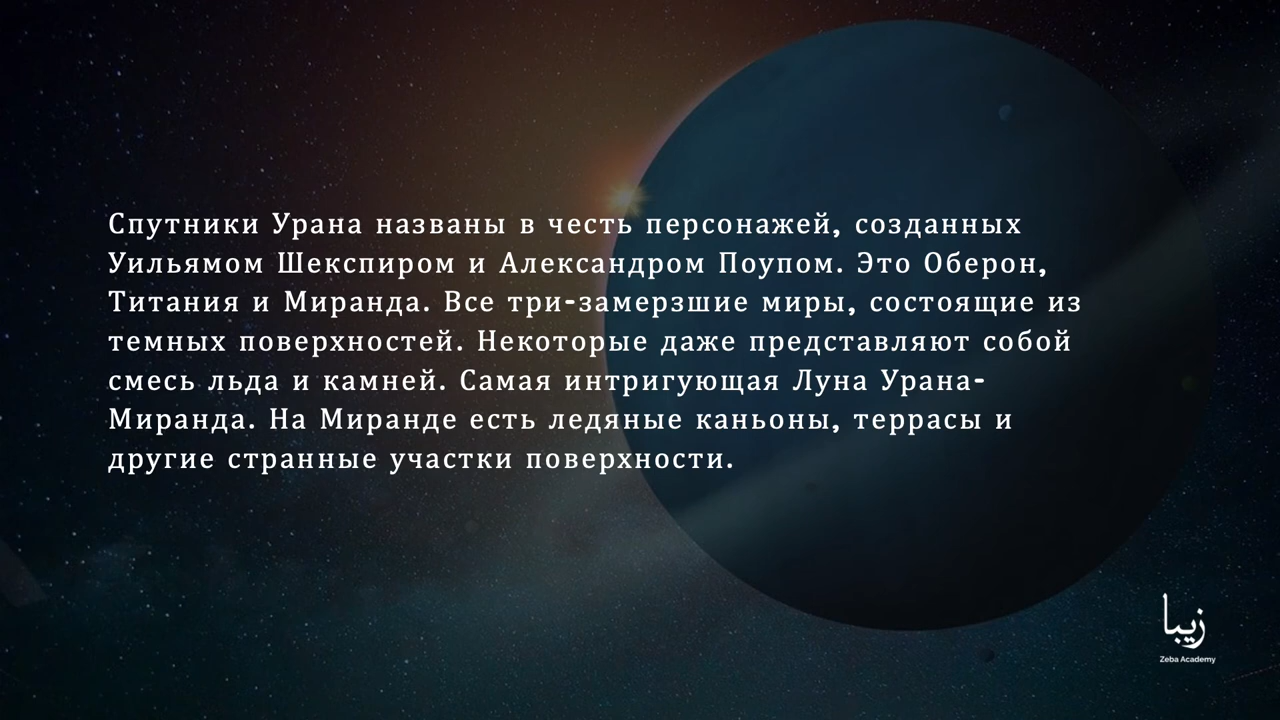 Спутники Урана названы в честь персонажей, созданных
Уильямом Шекспиром и Александром Поупом. Это Оберон,
Титания и Миранда. Все три-замерзшие миры, состоящие из
темных поверхностей. Некоторые даже представляют собой
смесь льда и камней. Самая интригующая Луна Урана-
Миранда. На Миранде есть ледяные каньоны, террасы и
другие странные участки поверхности.
زيبا
Zeba Academy